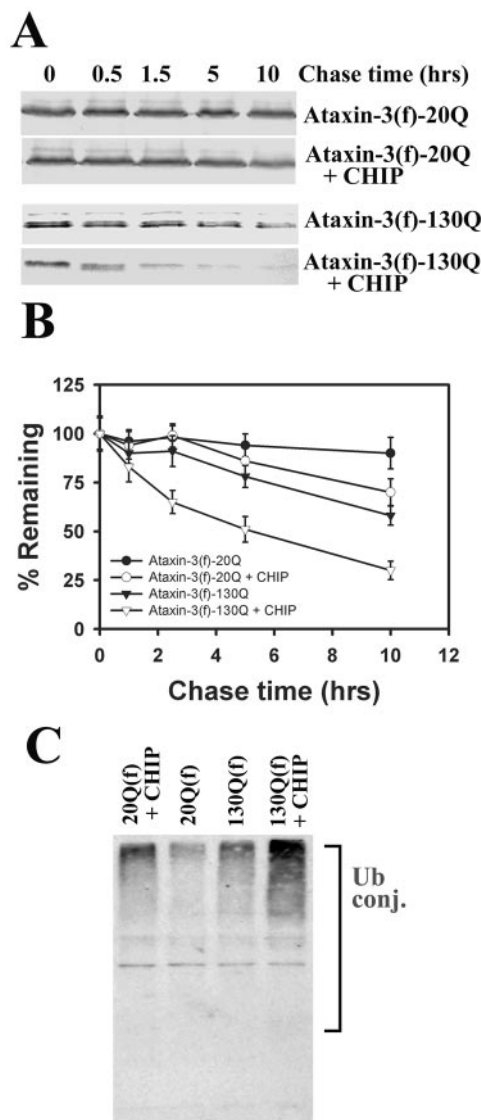 A
0 0.5 1.5 5 10 Chase time (hrs)
Ataxin-3(f)-20Q
Ataxin-3(f)-20Q
+ CHIP
Ataxin-3(f)-130Q
Ataxin-3(f)-130Q
+ CHIP
B
125
100
75
50
25
0
% Remaining
Ataxin-3(f)-20Q
Ataxin-3(f)-20Q + CHIP
Ataxin-3(f)-130Q
Ataxin-3(f)-130Q + CHIP
0 2 4 6 8 10 12
Chase time (hrs)
C
20Q(f)
+ CHIP
20Q(f)
130Q(f)
130Q(f)
+ CHIP
Ub
conj.